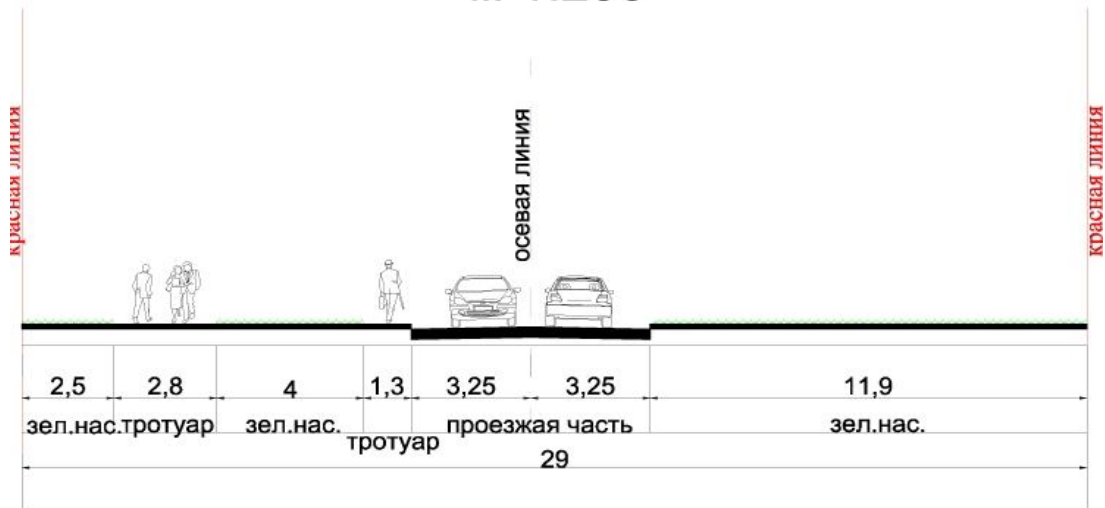 красная линия
осевая линия
красная линия
2,5 2,8 4 1,3 3,25 3,25 11,9
зел.нас. тротуар зел.нас. проезжая часть зел.нас.
тротуар
29